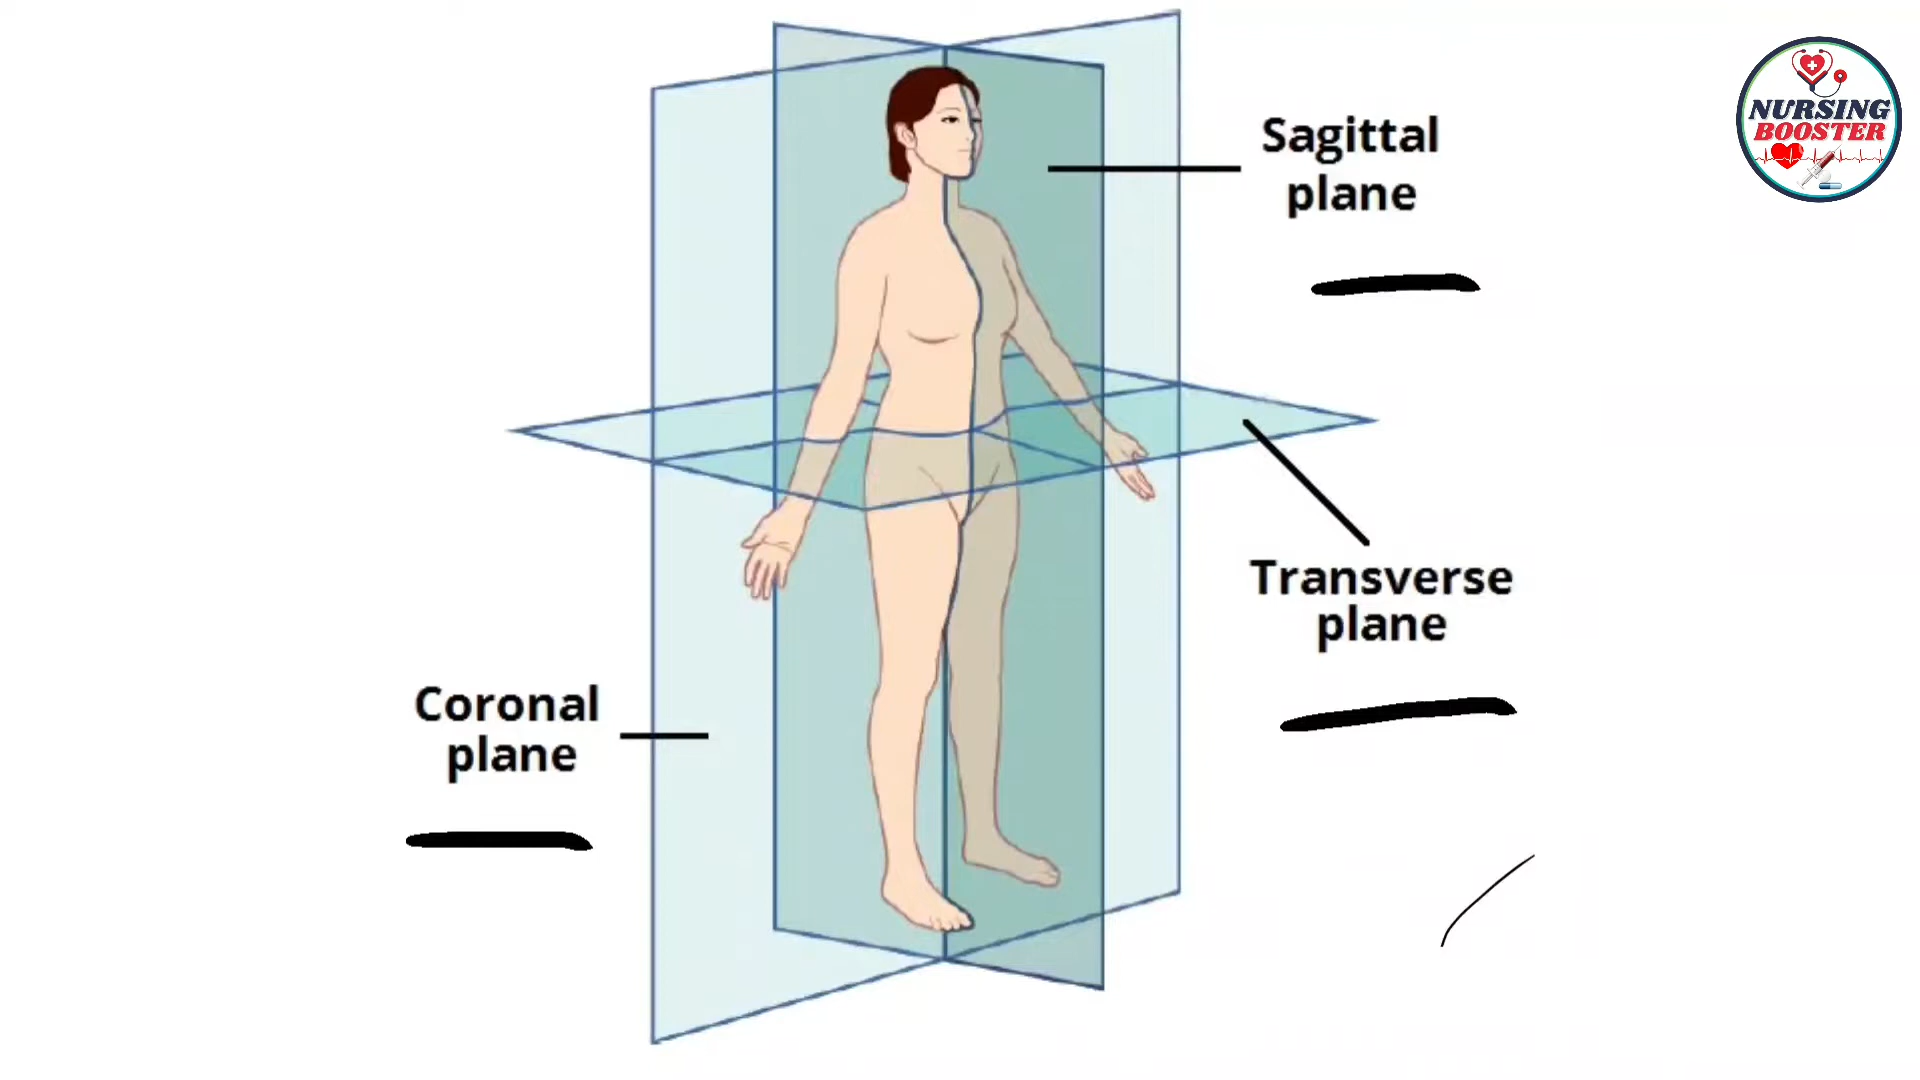 NURSING
BOOSTER
Sagittal
plane
Transverse
plane
Coronal
plane